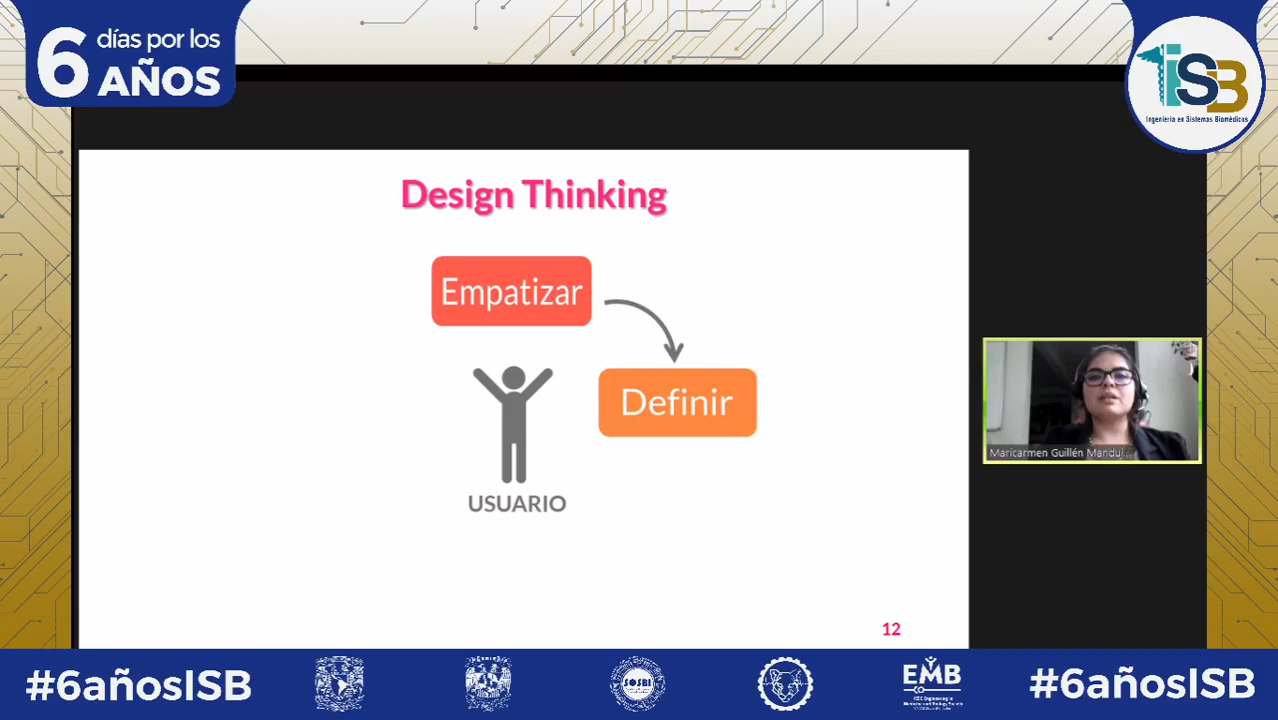 6 días por los
AÑOS
iSB
Ingeniería en Sistemas Biomédicos
Design Thinking
Empatizar
Definir
USUARIO
12
Maricarmen Guillén Manduj...
#6añosISB
SOSBI
EMB
#6añosISB